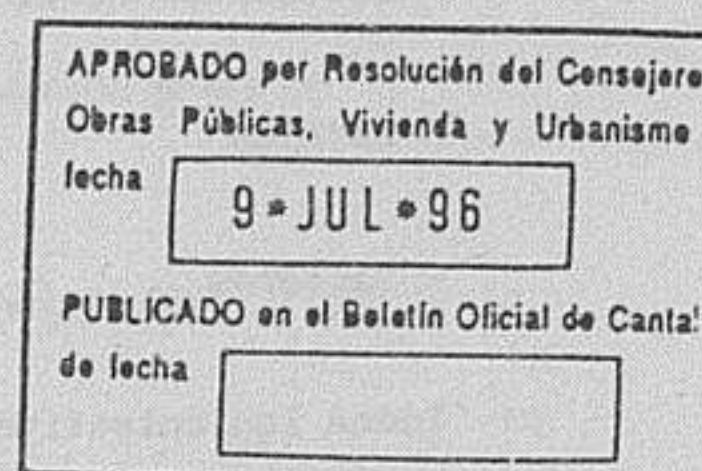 APROBADO por Resolución del Consejero
Obras Públicas, Vivienda y Urbanismo
fecha
9*JUL*96
PUBLICADO en el Boletín Oficial de Canta
de fecha